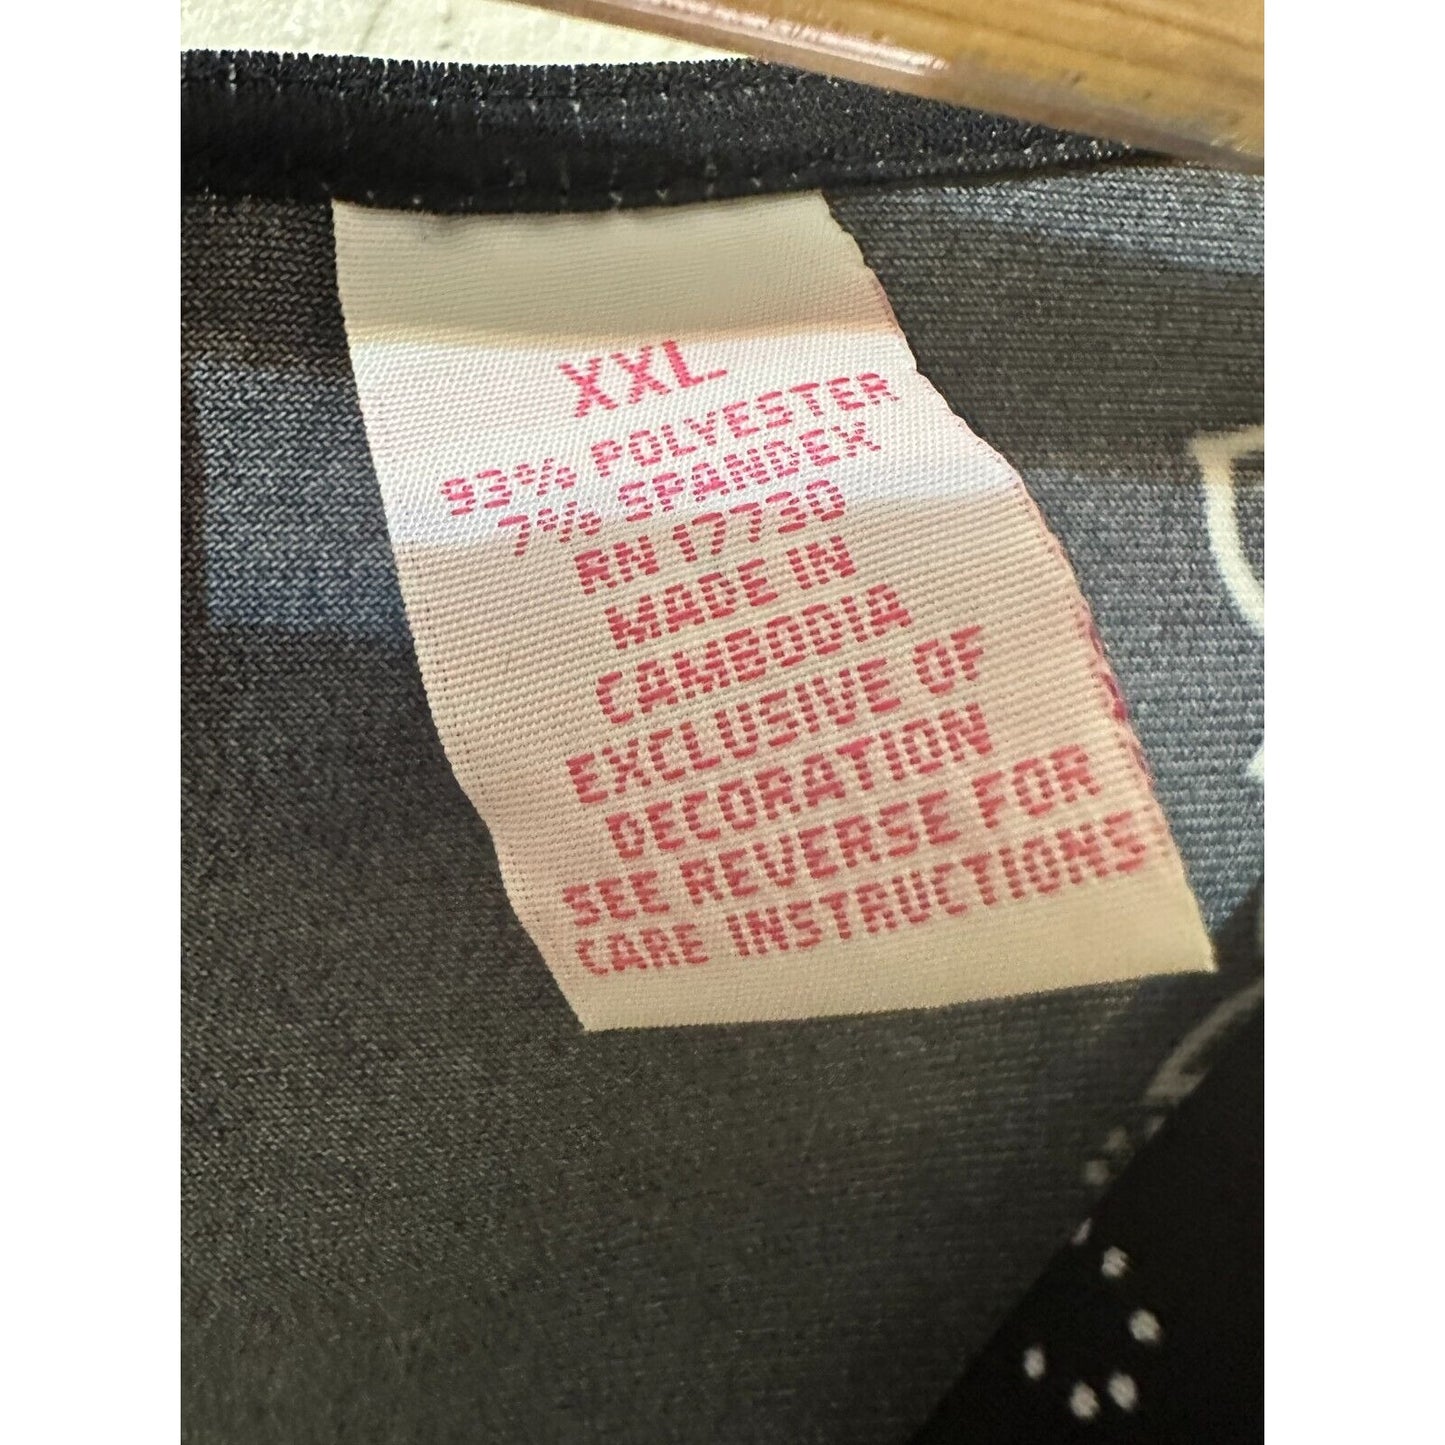 XXL
93% POLYESTER
7% SPANDEX
RN 17730
MADE IN
CAMBODIA
EXCLUSIVE OF
DECORATION
SEE REVERSE FOR
CARE INSTRUCTIONS